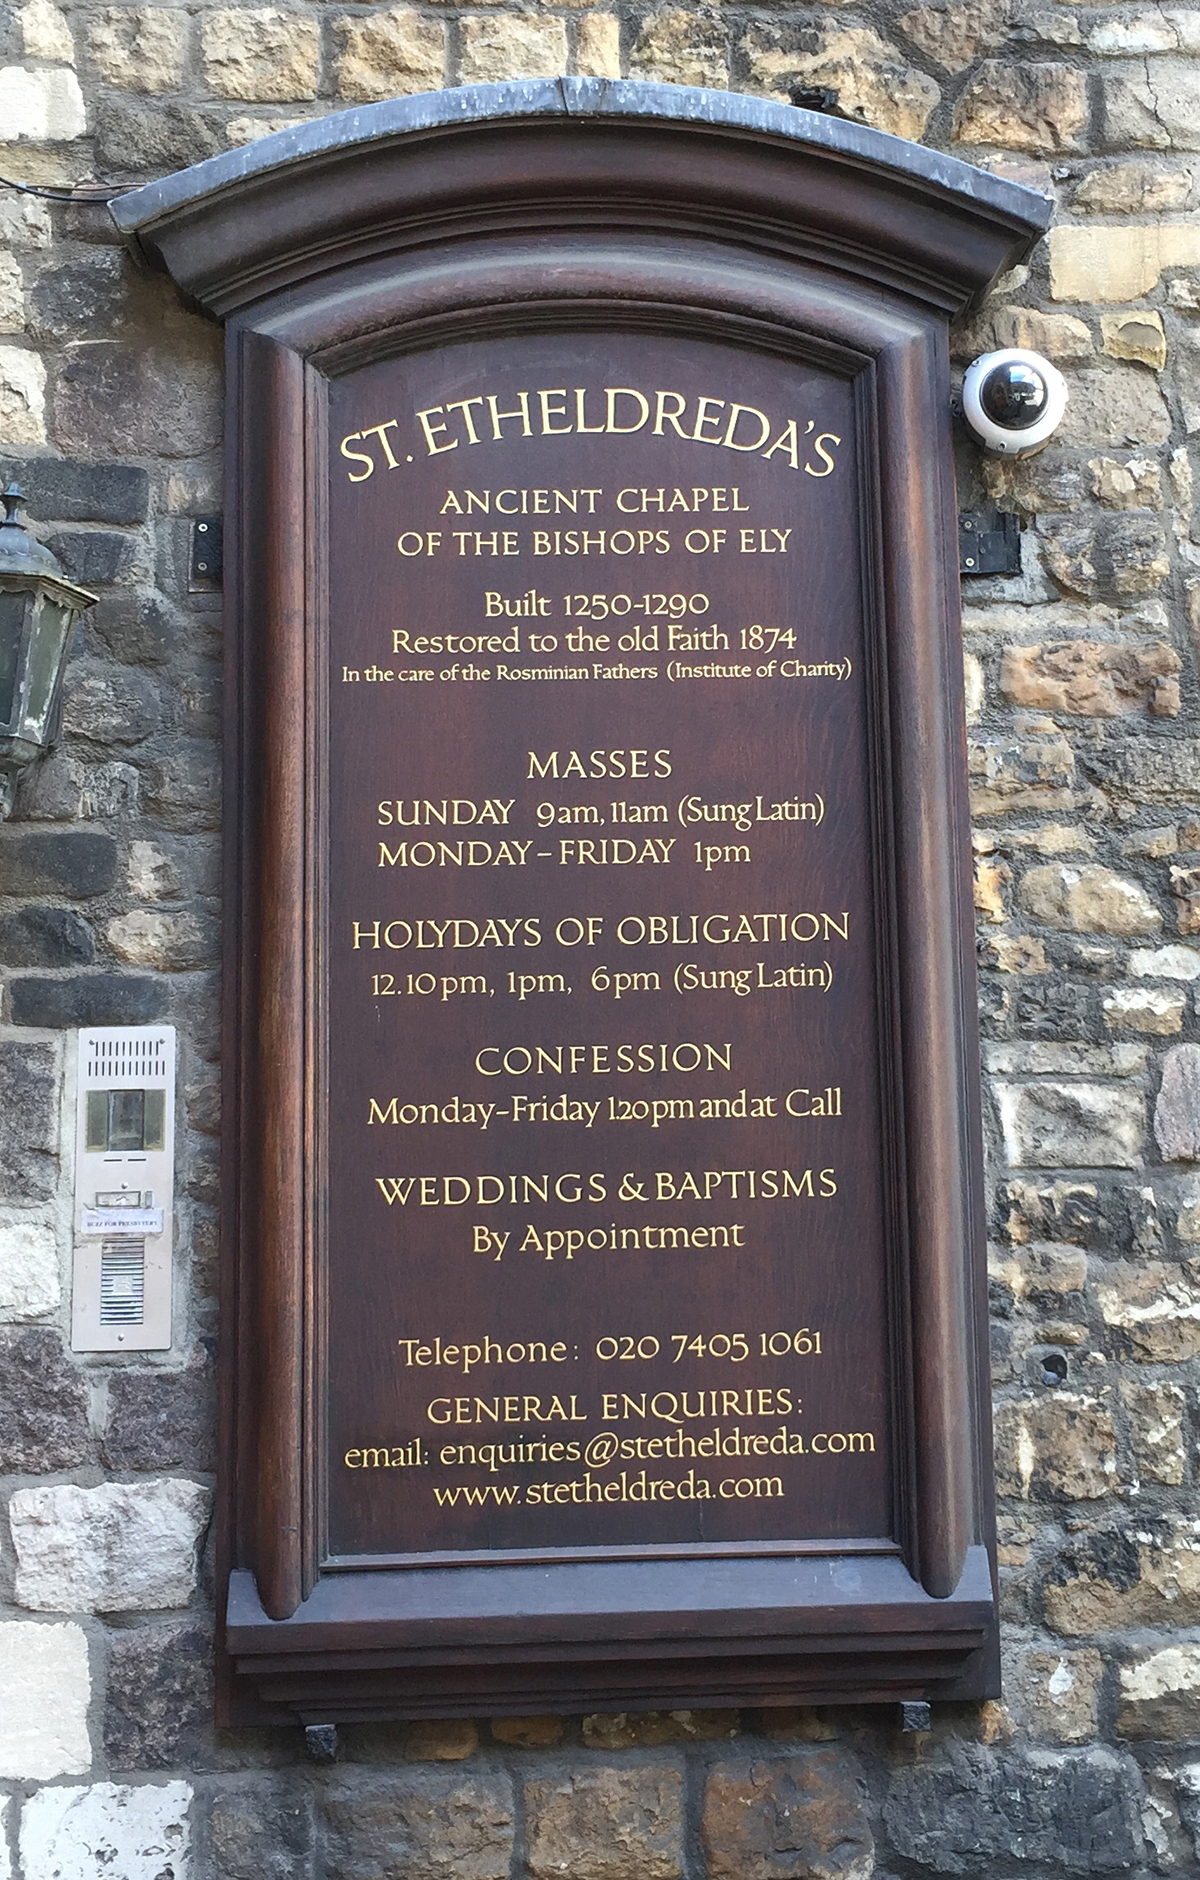 ST. ETHELDREDA'S
ANCIENT CHAPEL
OF THE BISHOPS OF ELY
Built 1250-1290
Restored to the old Faith 1874
In the care of the Rosminian Fathers (Institute of Charity)
MASSES
SUNDAY 9am, 11am (Sung Latin)
MONDAY - FRIDAY 1pm
HOLYDAYS OF OBLIGATION
12.10pm, 1pm, 6pm (Sung Latin)
CONFESSION
Monday-Friday 1.20pm and at Call
WEDDINGS & BAPTISMS
By Appointment
Telephone: 020 7405 1061
GENERAL ENQUIRIES:
email: enquiries@stetheldreda.com
www.stetheldreda.com
BUZZ FOR PRESBYTERY